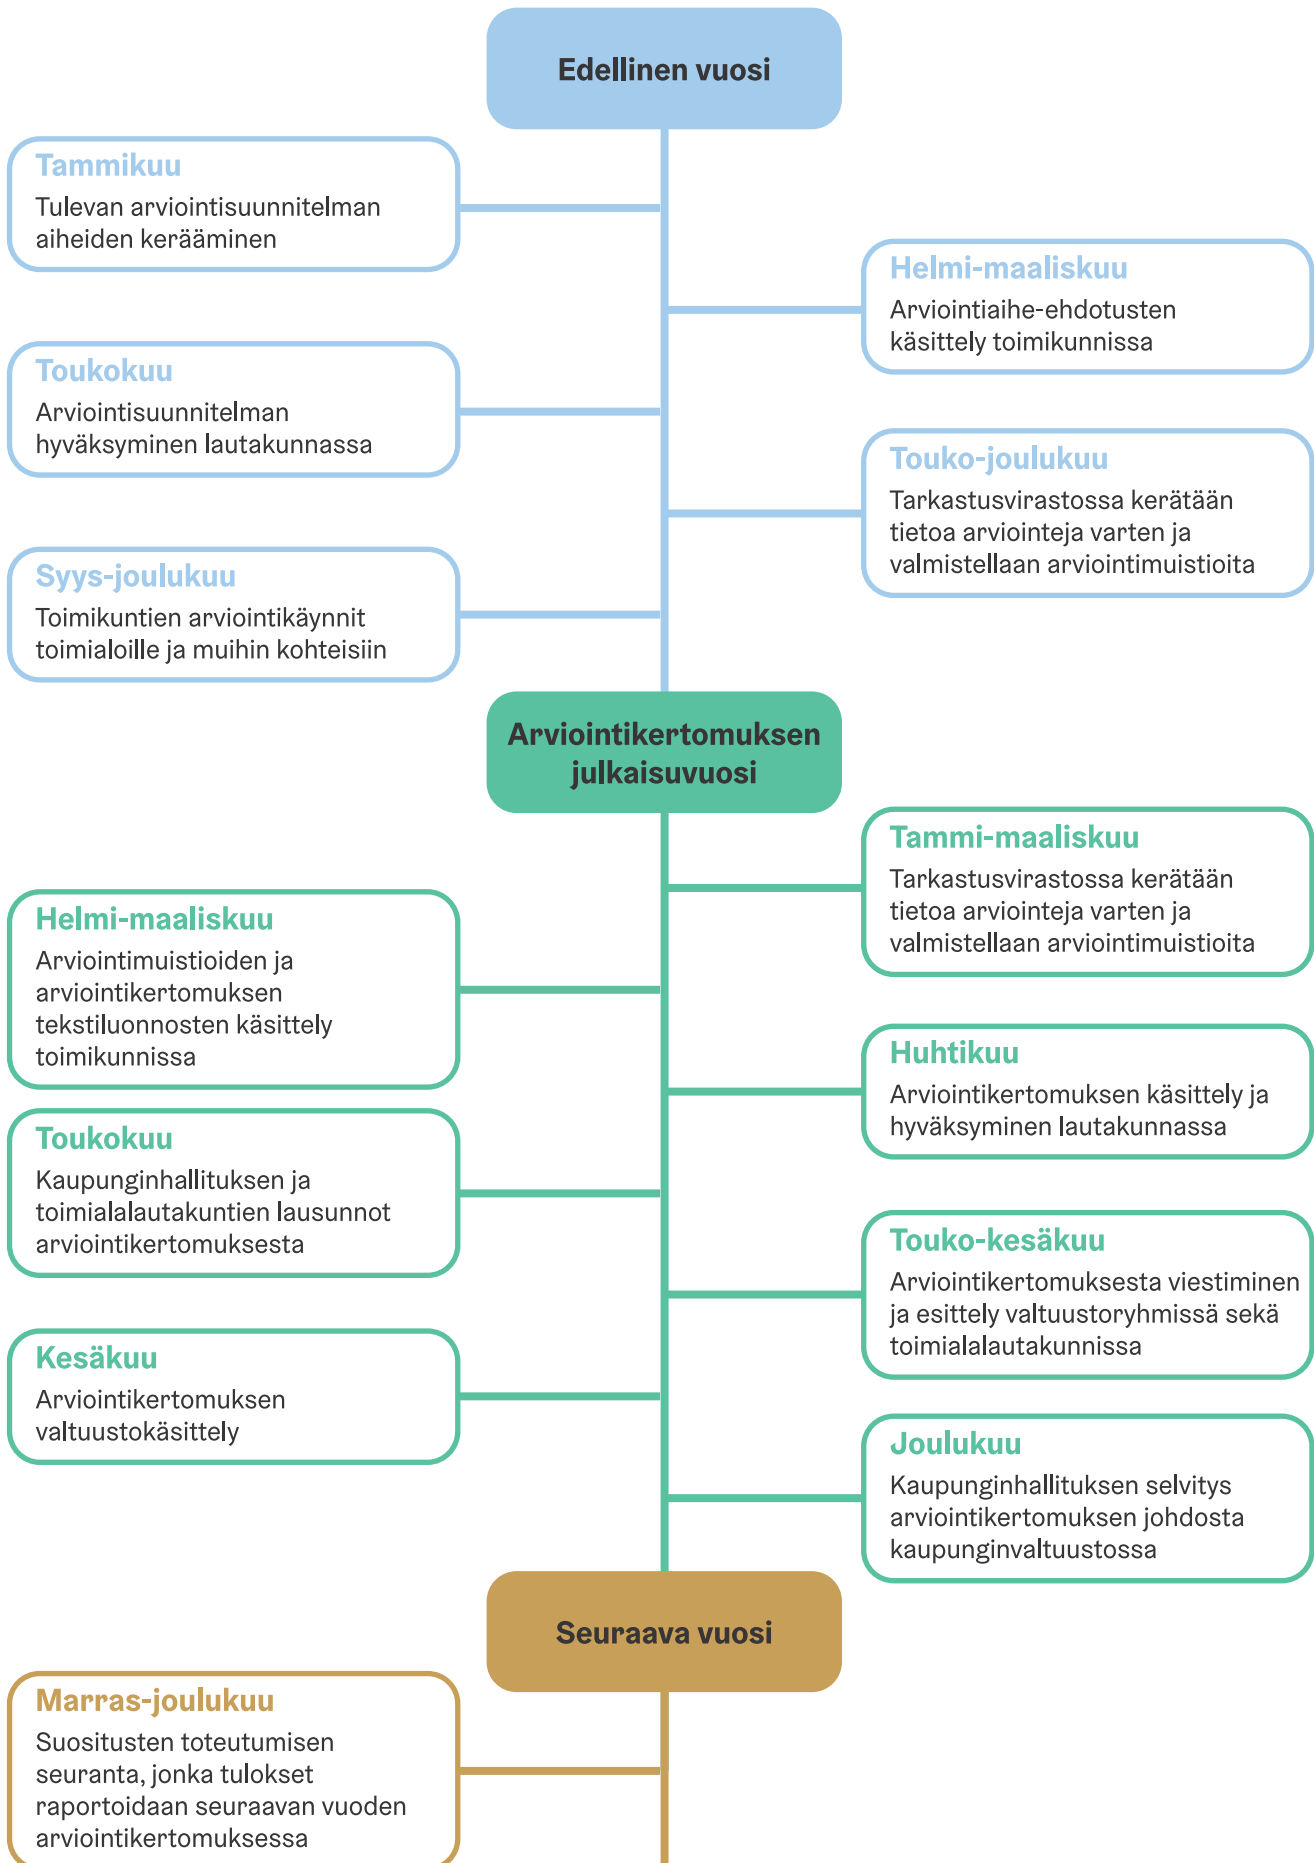 Edellinen vuosi
Tammikuu
Tulevan arviointisuunnitelman
aiheiden kerääminen
Helmi-maaliskuu
Arviointiaihe-ehdotusten
käsittely toimikunnissa
Toukokuu
Arviointisuunnitelman
hyväksyminen lautakunnassa
Touko-joulukuu
Tarkastusvirastossa kerätään
tietoa arviointeja varten ja
valmistellaan arviointimuistioita
Syys-joulukuu
Toimikuntien arviointikäynnit
toimialoille ja muihin kohteisiin
Arviointikertomuksen
julkaisuvuosi
Tammi-maaliskuu
Tarkastusvirastossa kerätään
tietoa arviointeja varten ja
valmistellaan arviointimuistioita
Helmi-maaliskuu
Arviointimuistioiden ja
arviointikertomuksen
tekstiluonnosten käsittely
toimikunnissa
Huhtikuu
Arviointikertomuksen käsittely ja
hyväksyminen lautakunnassa
Toukokuu
Kaupunginhallituksen ja
toimialalautakuntien lausunnot
arviointikertomuksesta
Touko-kesäkuu
Arviointikertomuksesta viestiminen
ja esittely valtuustoryhmissä sekä
toimialalautakunnissa
Kesäkuu
Arviointikertomuksen
valtuustokäsittely
Joulukuu
Kaupunginhallituksen selvitys
arviointikertomuksen johdosta
kaupunginvaltuustossa
Seuraava vuosi
Marras-joulukuu
Suositusten toteutumisen
seuranta, jonka tulokset
raportoidaan seuraavan vuoden
arviointikertomuksessa